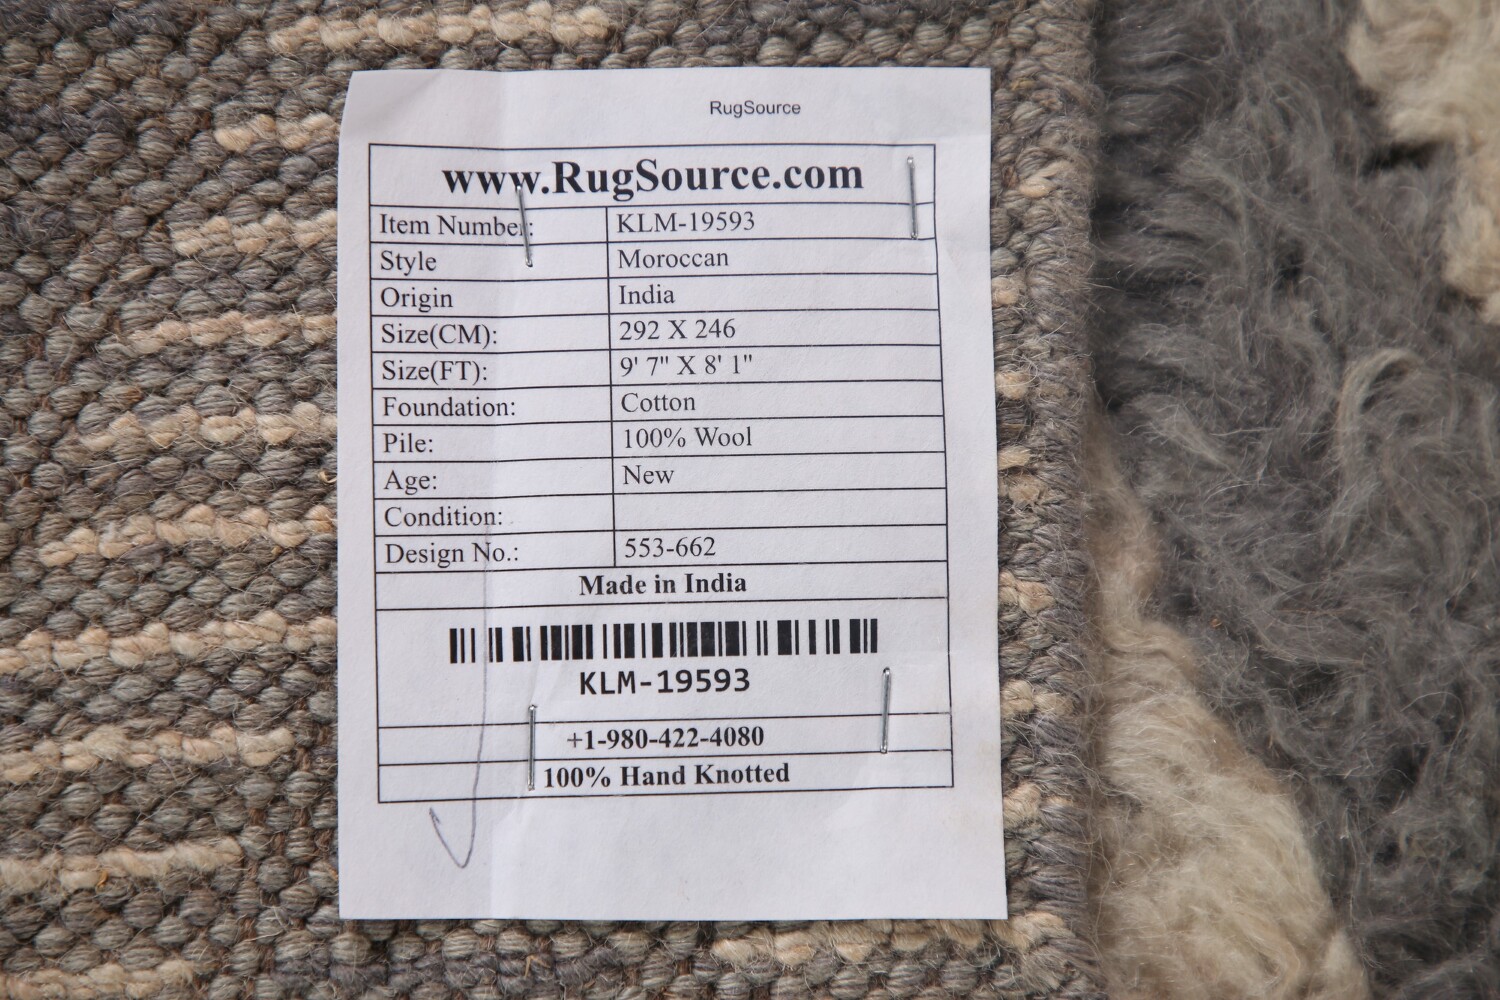 RugSource
www.RugSource.com
Item Number: KLM-19593
Style Moroccan
Origin India
Size(CM): 292 X 246
Size(FT): 9' 7" X 8' 1"
Foundation: Cotton
Pile: 100% Wool
Age: New
Condition:
Design No.: 553-662
Made in India
KLM-19593
+1-980-422-4080
100% Hand Knotted